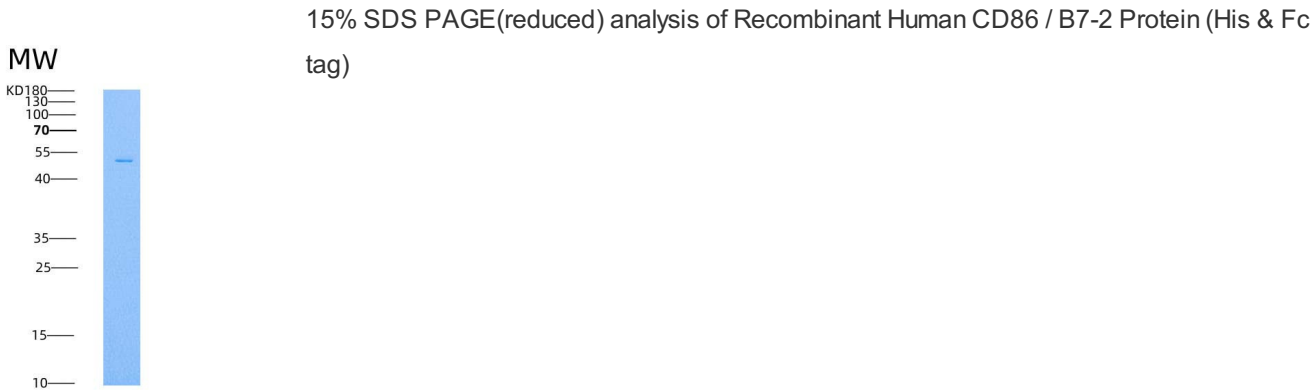 15% SDS PAGE(reduced) analysis of Recombinant Human CD86 / B7-2 Protein (His & Fc
tag)
MW
KD180
130
100
70
55
40
35
25
15
10